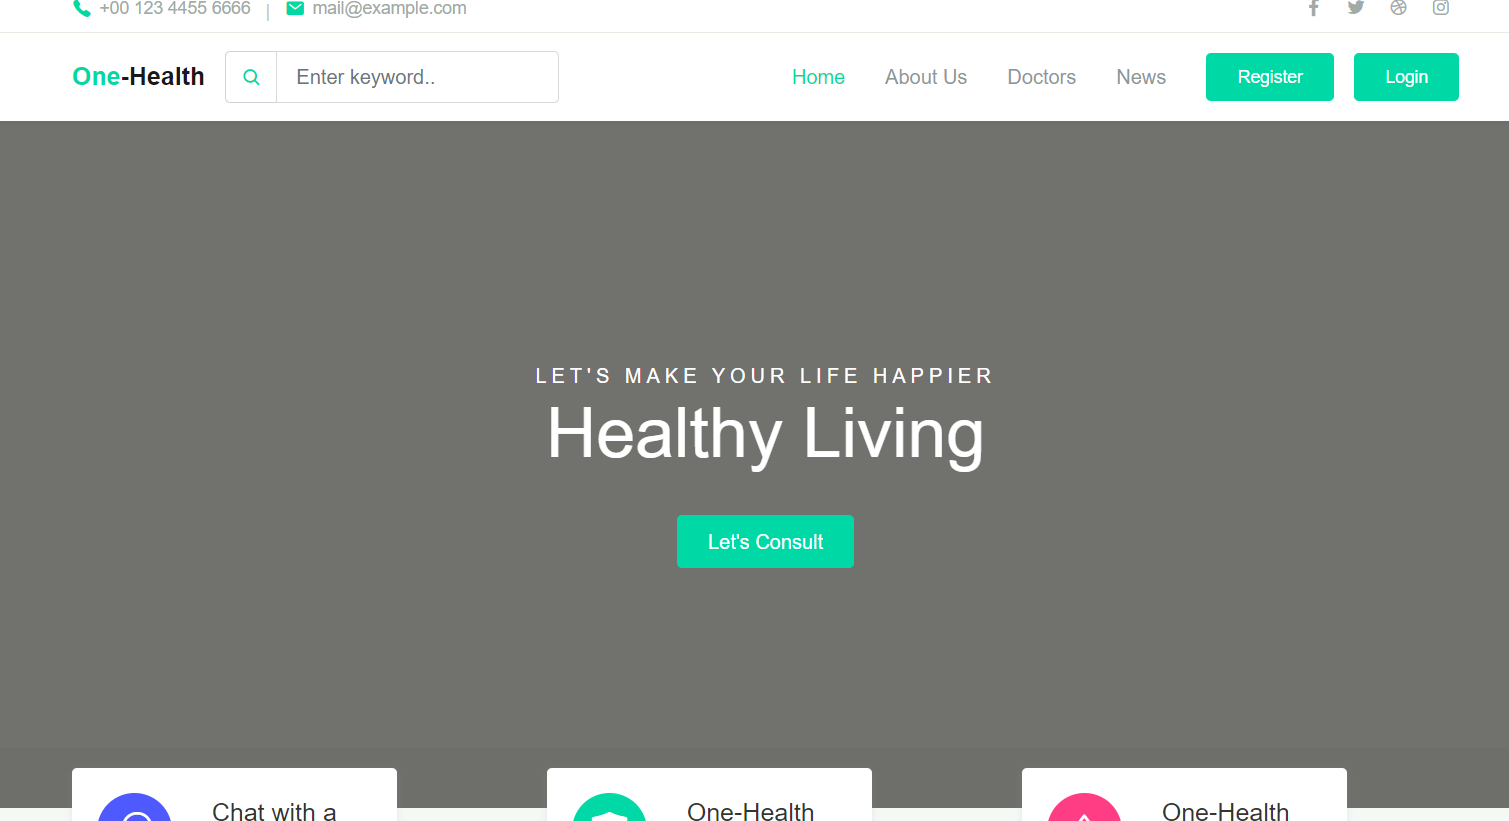 +00 123 4455 6666 | mail@example.com
One-Health Enter keyword.. Home About Us Doctors News Register Login
LET'S MAKE YOUR LIFE HAPPIER
Healthy Living
Let's Consult
Chat with a One-Health One-Health